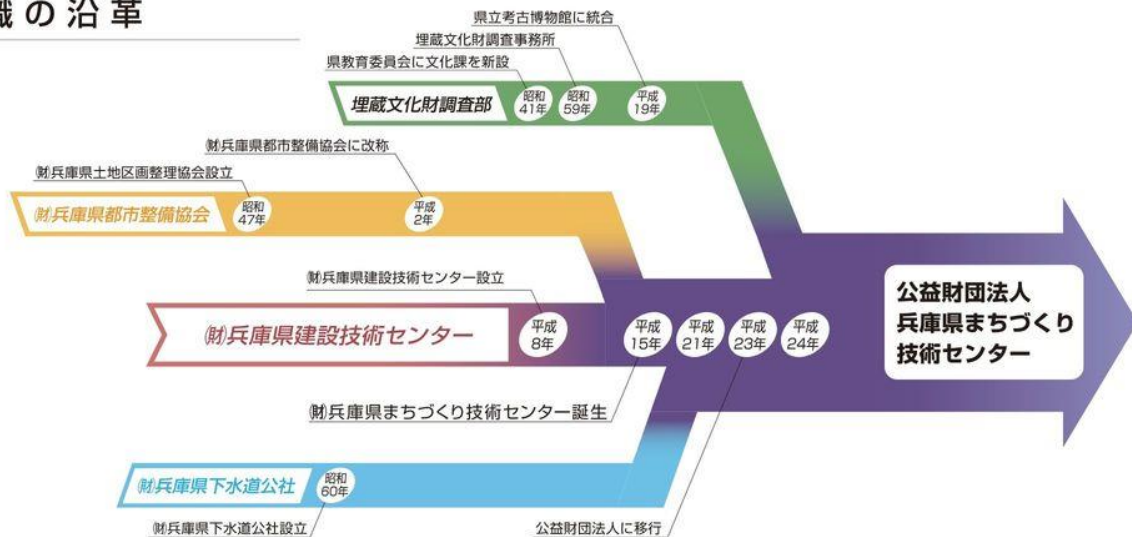 織の沿革
県立考古博物館に統合
埋蔵文化財調査事務所
県教育委員会に文化課を新設
埋蔵文化財調査部
昭和
41年
昭和
59年
平成
19年
㈶兵庫県都市整備協会に改称
㈶兵庫県土地区画整理協会設立
㈶兵庫県都市整備協会
昭和
47年
平成
2年
㈶兵庫県建設技術センター設立
㈶兵庫県建設技術センター
平成
8年
平成
15年
平成
21年
平成
23年
平成
24年
公益財団法人
兵庫県まちづくり
技術センター
㈶兵庫県まちづくり技術センター誕生
㈶兵庫県下水道公社
昭和
60年
㈶兵庫県下水道公社設立
公益財団法人に移行